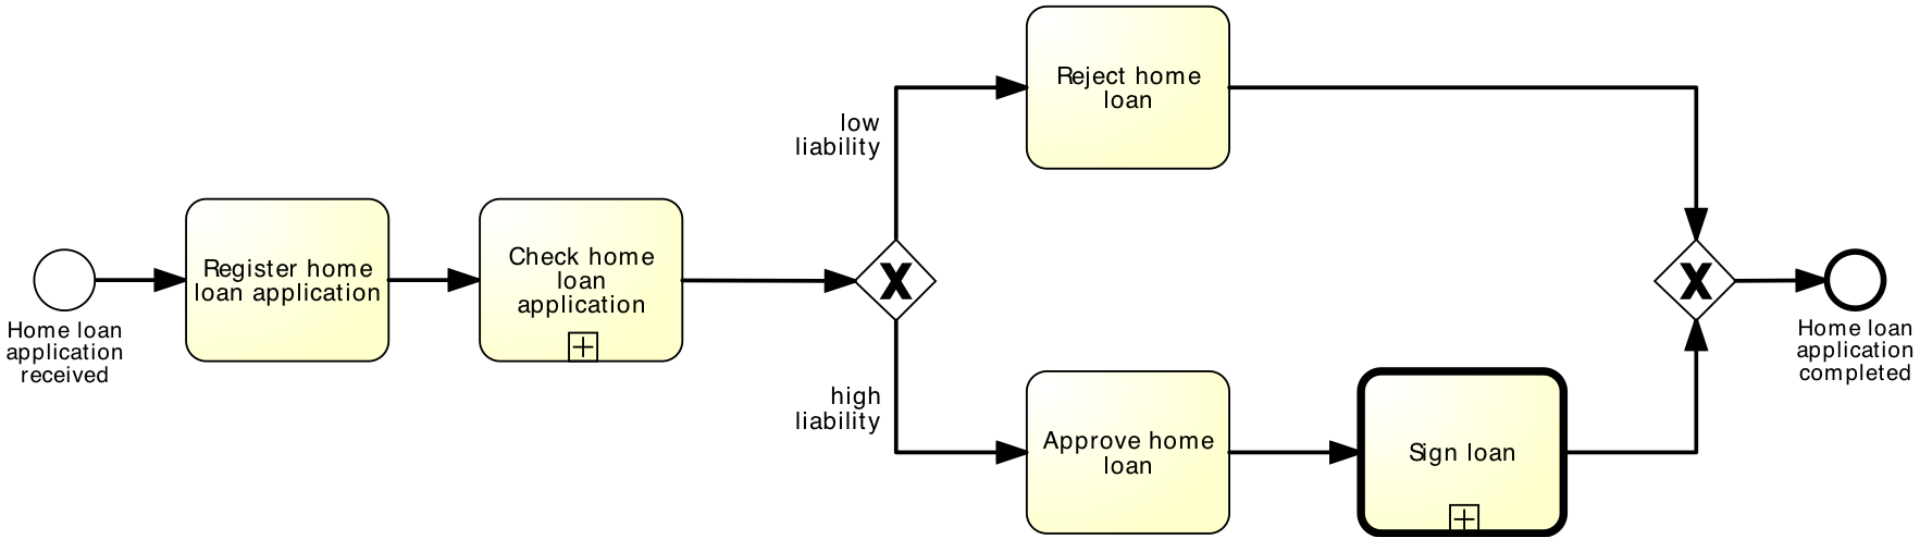 Home loan
application
received
Register home
loan application
Check home
loan
application
low
liability
high
liability
Reject home
loan
Approve home
loan
Sign loan
Home loan
application
completed